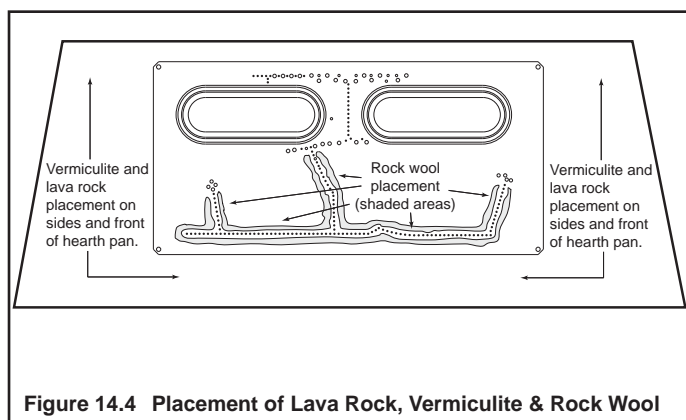 Vermiculite and
lava rock
placement on
sides and front
of hearth pan.
Rock wool
placement
(shaded areas)
Vermiculite and
lava rock
placement on
sides and front
of hearth pan.
Figure 14.4 Placement of Lava Rock, Vermiculite & Rock Wool